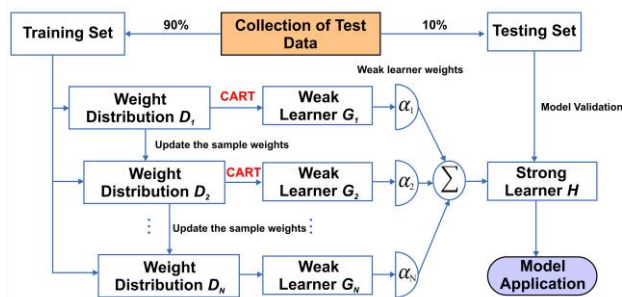 Training Set
90%
Collection of Test
Data
10%
Testing Set
Weak learner weights
Weight
Distribution D1
CART
Weak
Learner G1
α1
Model Validation
Update the sample weights
Weight
Distribution D2
CART
Weak
Learner G2
α2
∑
Strong
Learner H
Update the sample weights
Weight
Distribution DN
Weak
Learner GN
αN
Model
Application